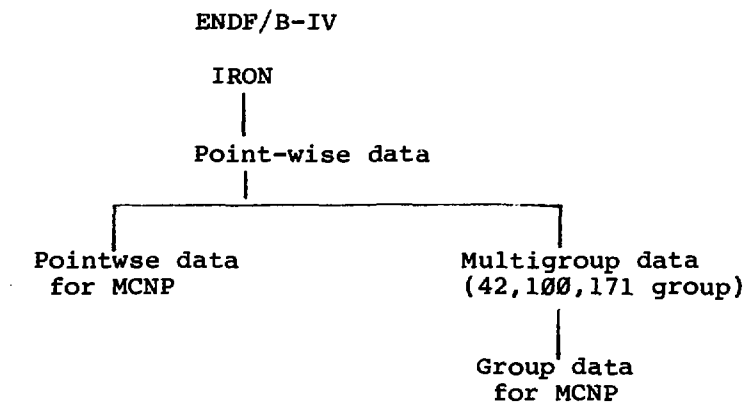 ENDF/B-IV
IRON
Point-wise data
Pointwse data
for MCNP
Multigroup data
(42,100,171 group)
Group data
for MCNP